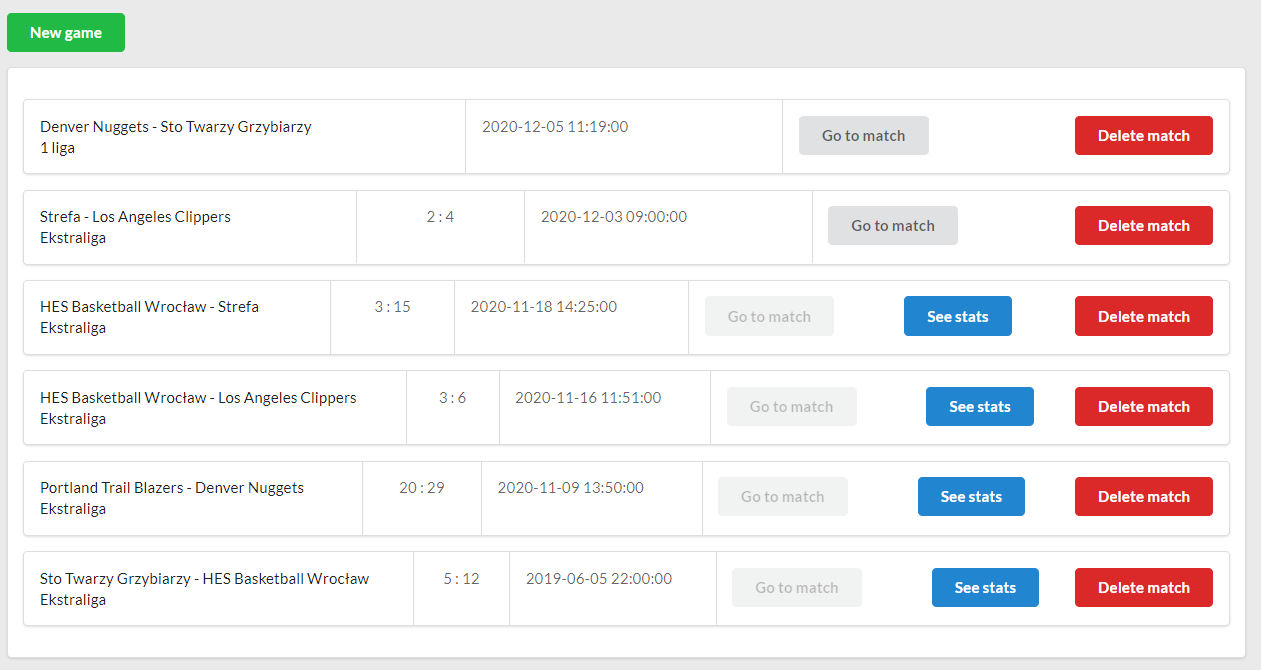 New game
Denver Nuggets - Sto Twarzy Grzybiarzy
1 liga
2020-12-05 11:19:00
Go to match
Delete match
Strefa - Los Angeles Clippers
Ekstraliga
2 : 4
2020-12-03 09:00:00
Go to match
Delete match
HES Basketball Wrocław - Strefa
Ekstraliga
3 : 15
2020-11-18 14:25:00
Go to match
See stats
Delete match
HES Basketball Wrocław - Los Angeles Clippers
Ekstraliga
3 : 6
2020-11-16 11:51:00
Go to match
See stats
Delete match
Portland Trail Blazers - Denver Nuggets
Ekstraliga
20 : 29
2020-11-09 13:50:00
Go to match
See stats
Delete match
Sto Twarzy Grzybiarzy - HES Basketball Wrocław
Ekstraliga
5 : 12
2019-06-05 22:00:00
Go to match
See stats
Delete match